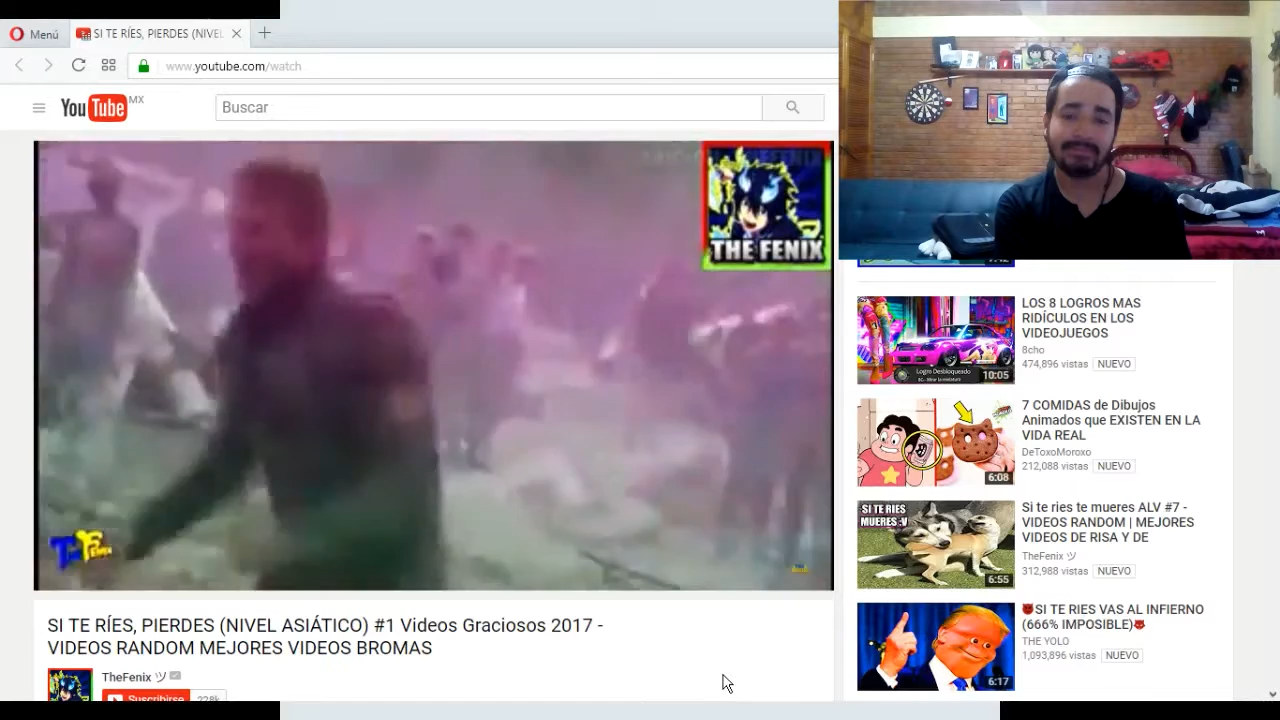 Menú
SI TE RÍES, PIERDES (NIVEL
www.youtube.com/watch
YouTube MX
Buscar
THE FENIX
SI TE RÍES, PIERDES (NIVEL ASIÁTICO) #1 Videos Graciosos 2017 -
VIDEOS RANDOM MEJORES VIDEOS BROMAS
TheFenix ツ
Suscribirse 228k
LOS 8 LOGROS MAS
RIDÍCULOS EN LOS
VIDEOJUEGOS
8cho
474,896 vistas NUEVO
Logro Desbloqueado
10:05
7 COMIDAS de Dibujos
Animados que EXISTEN EN LA
VIDA REAL
DeToxoMoroxo
212,088 vistas NUEVO
6:08
SI TE RIES
MUERES :V
6:55
Si te ries te mueres ALV #7 -
VIDEOS RANDOM | MEJORES
VIDEOS DE RISA Y DE
TheFenix ツ
312,988 vistas NUEVO
SI TE RIES VAS AL INFIERNO
(666% IMPOSIBLE)
THE YOLO
1,093,896 vistas NUEVO
6:17